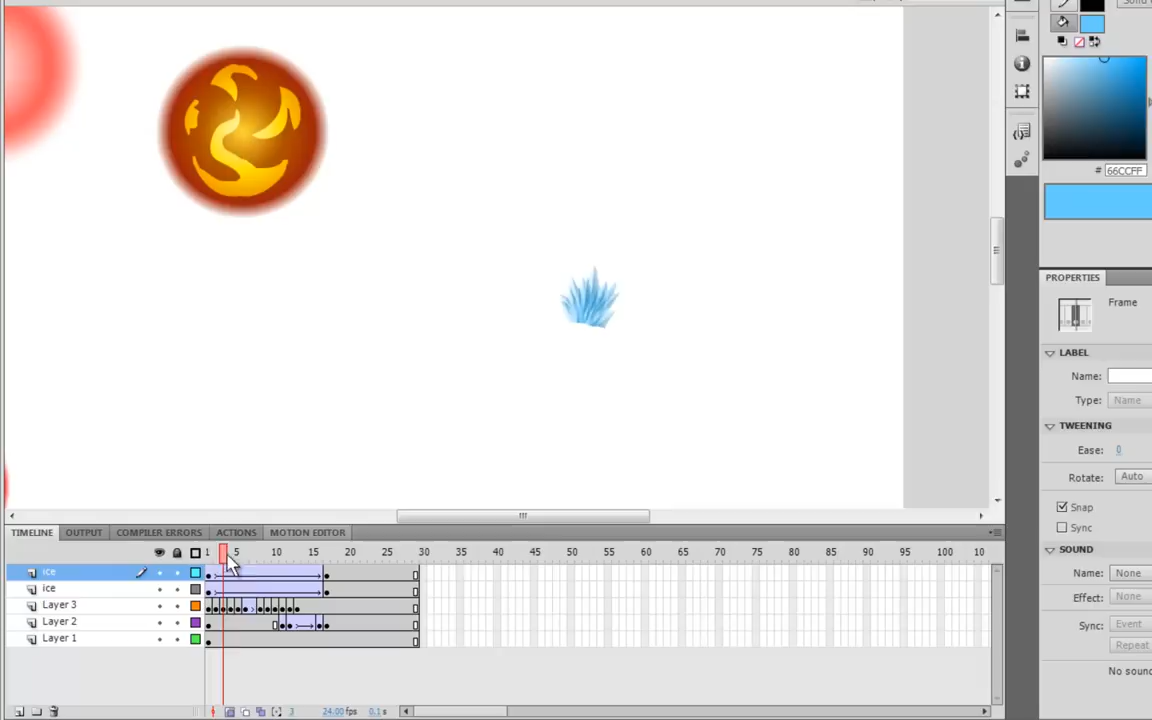 Solid
# 66CCFF
PROPERTIES
Frame
LABEL
Name:
Type: Name
TWEENING
Ease: 0
Rotate: Auto
Snap
Sync
SOUND
Name: None
Effect: None
Sync: Event
Repeat
No sound
TIMELINE OUTPUT COMPILER ERRORS ACTIONS MOTION EDITOR
1 5 10 15 20 25 30 35 40 45 50 55 60 65 70 75 80 85 90 95 100 10
ice
ice
Layer 3
Layer 2
Layer 1
3 24.00 fps 0.1 s